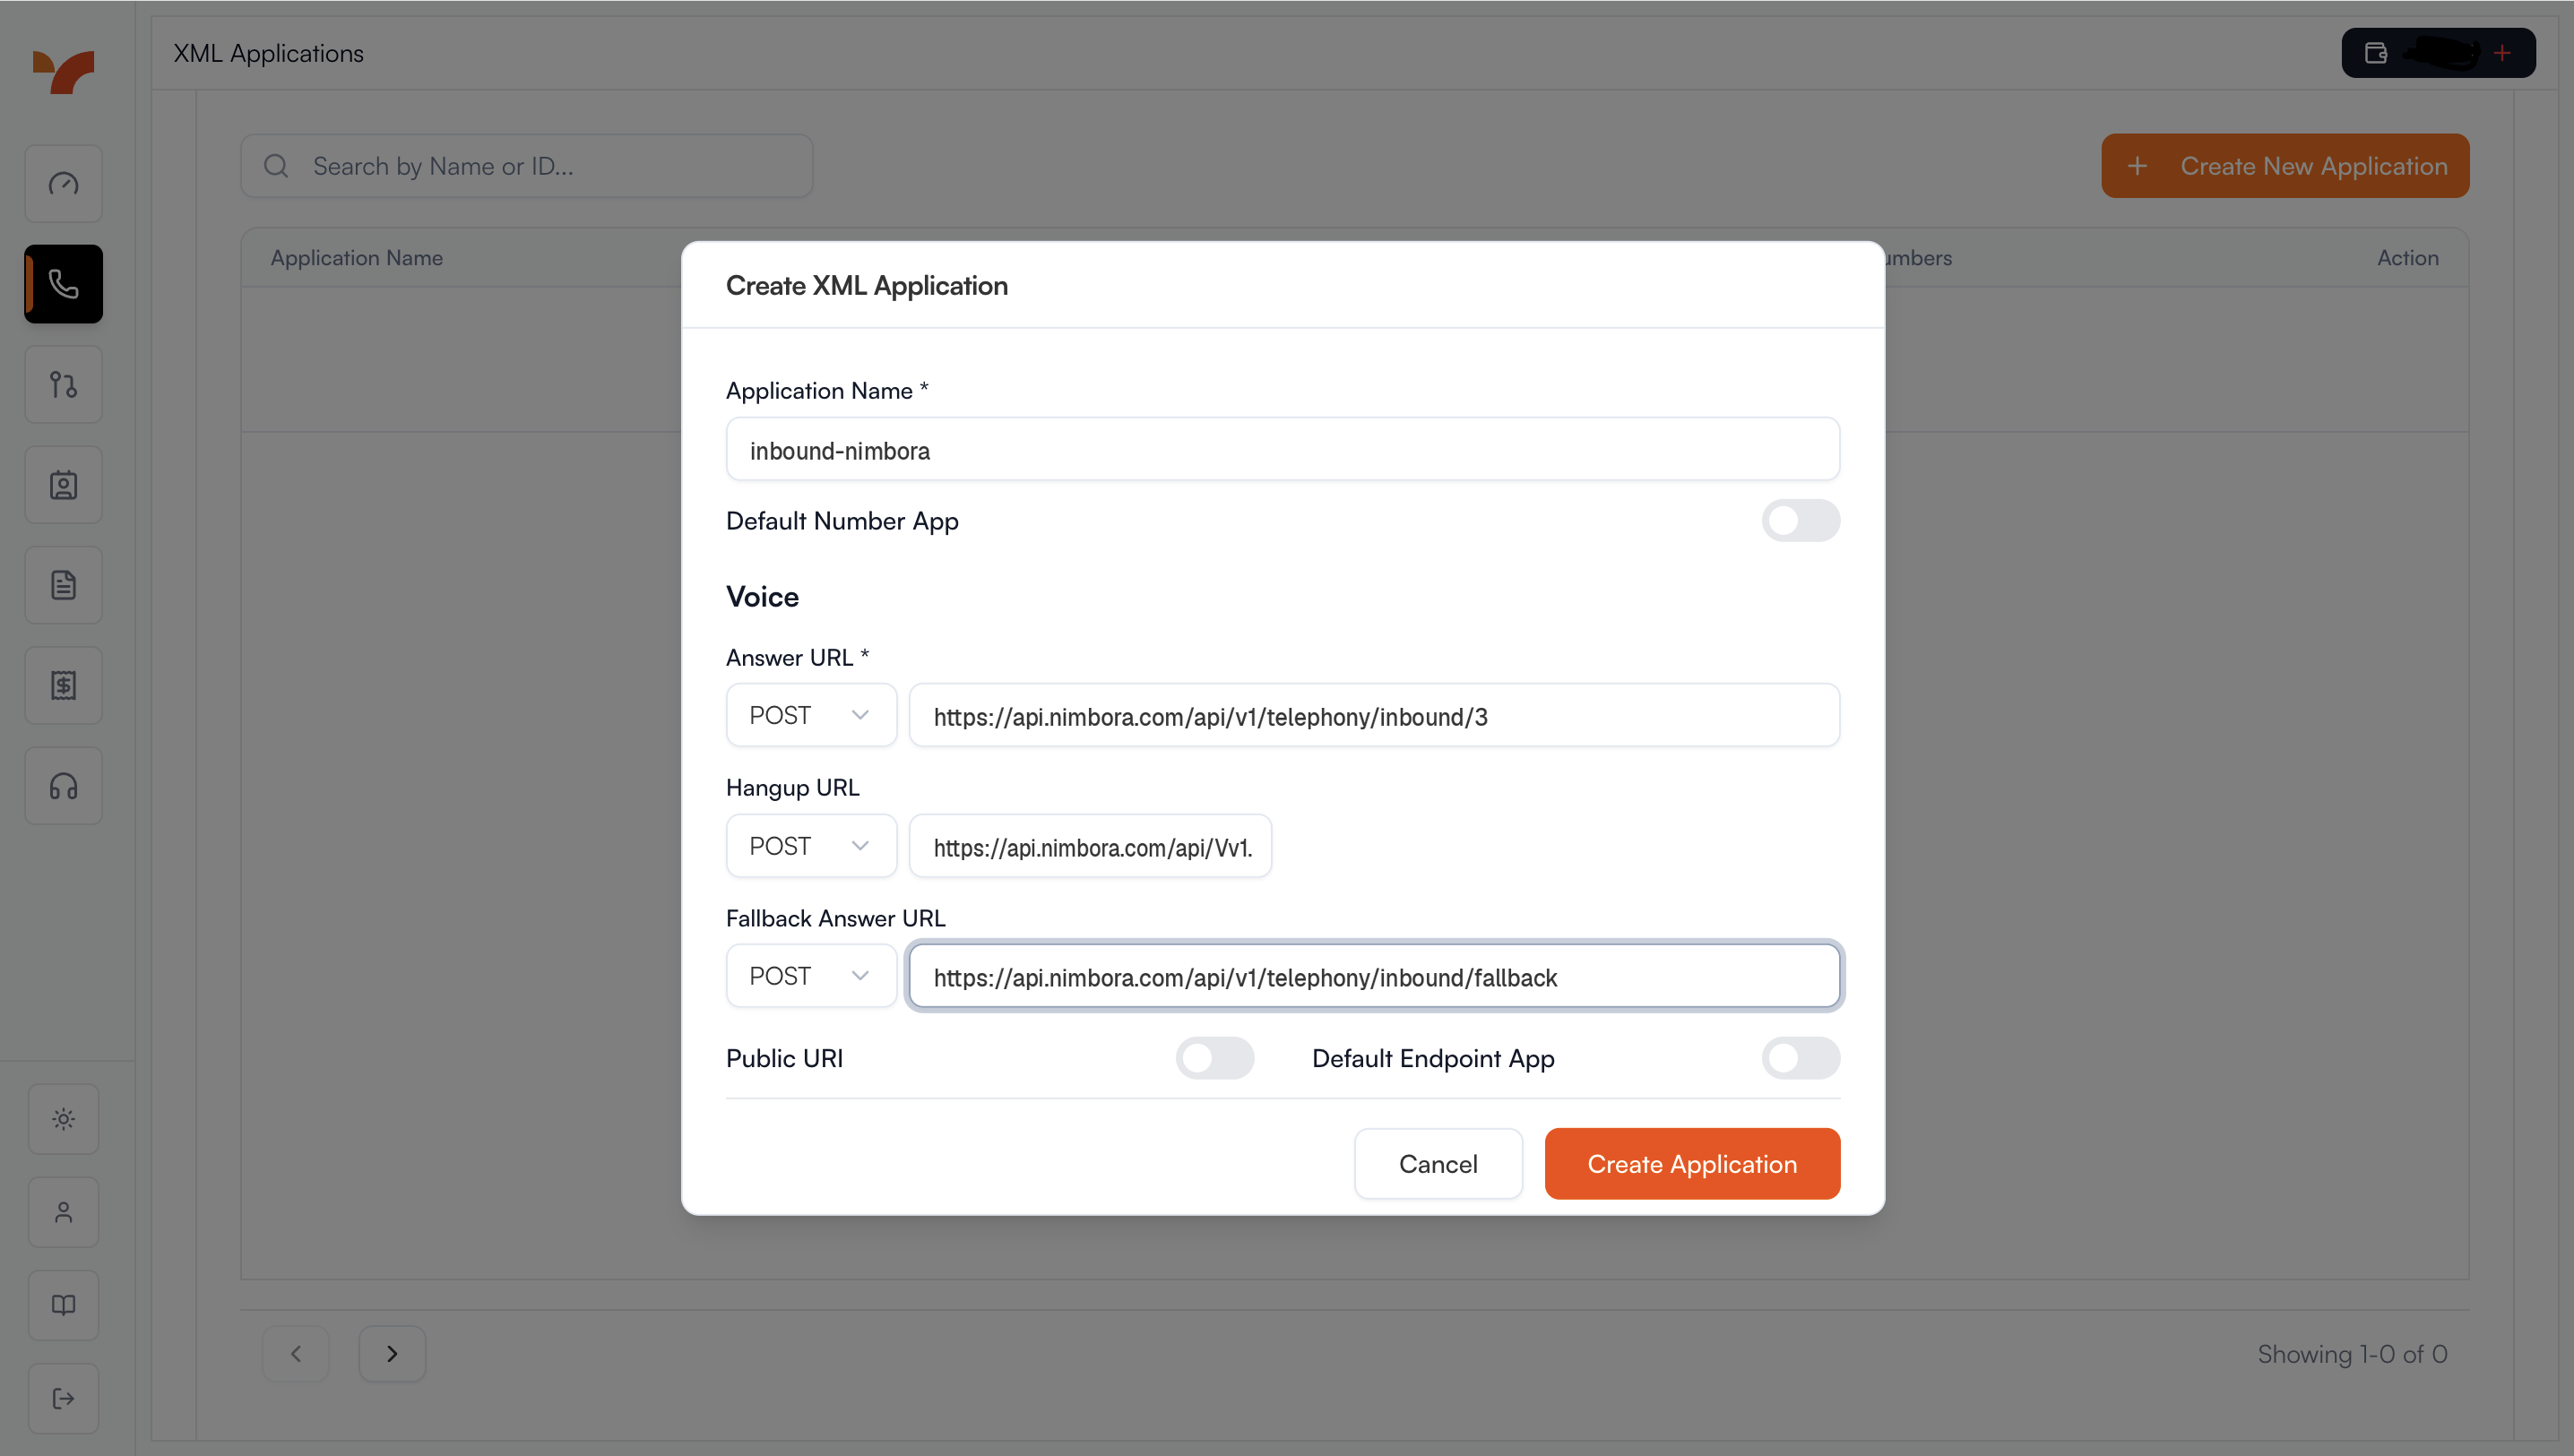 XML Applications
Search by Name or ID...
+ Create New Application
Application Name
Action
Create XML Application
Application Name *
inbound-nimbora
Default Number App
Voice
Answer URL *
POST
https://api.nimbora.com/api/v1/telephony/inbound/3
Hangup URL
POST
https://api.nimbora.com/api/Vv1.
Fallback Answer URL
POST
https://api.nimbora.com/api/v1/telephony/inbound/fallback
Public URI
Default Endpoint App
Cancel
Create Application
Showing 1-0 of 0